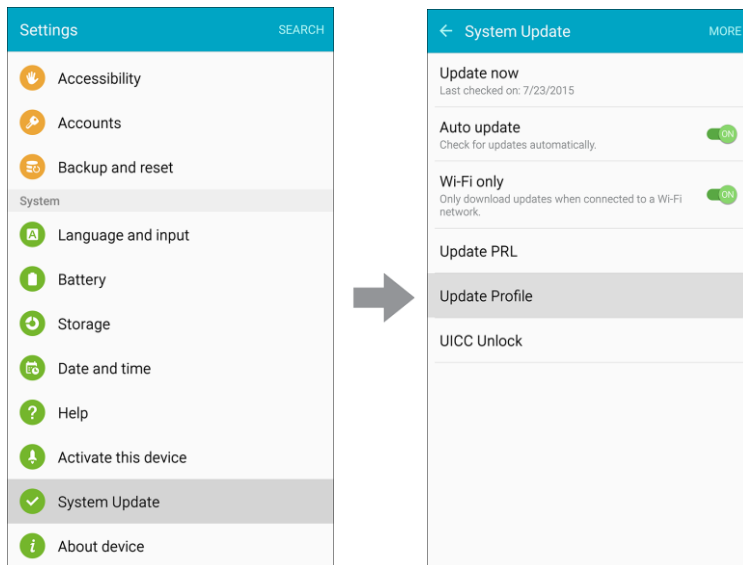 Settings
SEARCH
Accessibility
Accounts
Backup and reset
System
A
Language and input
Battery
Storage
Date and time
?
Help
Activate this device
System Update
i
About device
System Update
MORE
Update now
Last checked on: 7/23/2015
Auto update
Check for updates automatically.
ON
Wi-Fi only
Only download updates when connected to a Wi-Fi
network.
ON
Update PRL
Update Profile
UICC Unlock